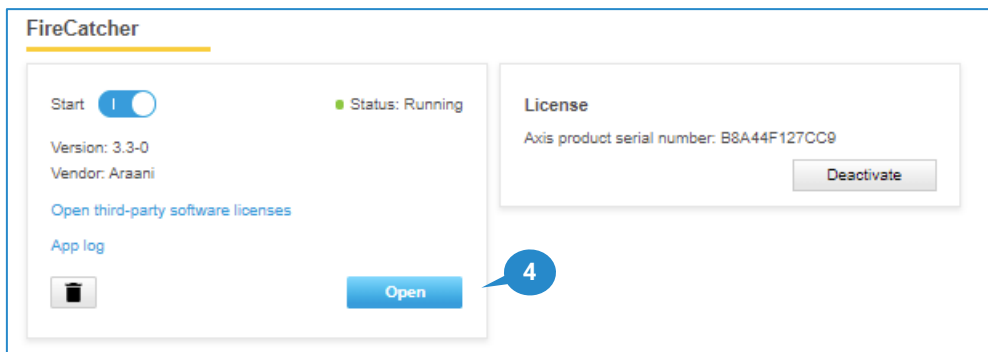 FireCatcher
Start
Status: Running
Version: 3.3-0
Vendor: Araani
Open third-party software licenses
App log
Open
4
License
Axis product serial number: B8A44F127CC9
Deactivate